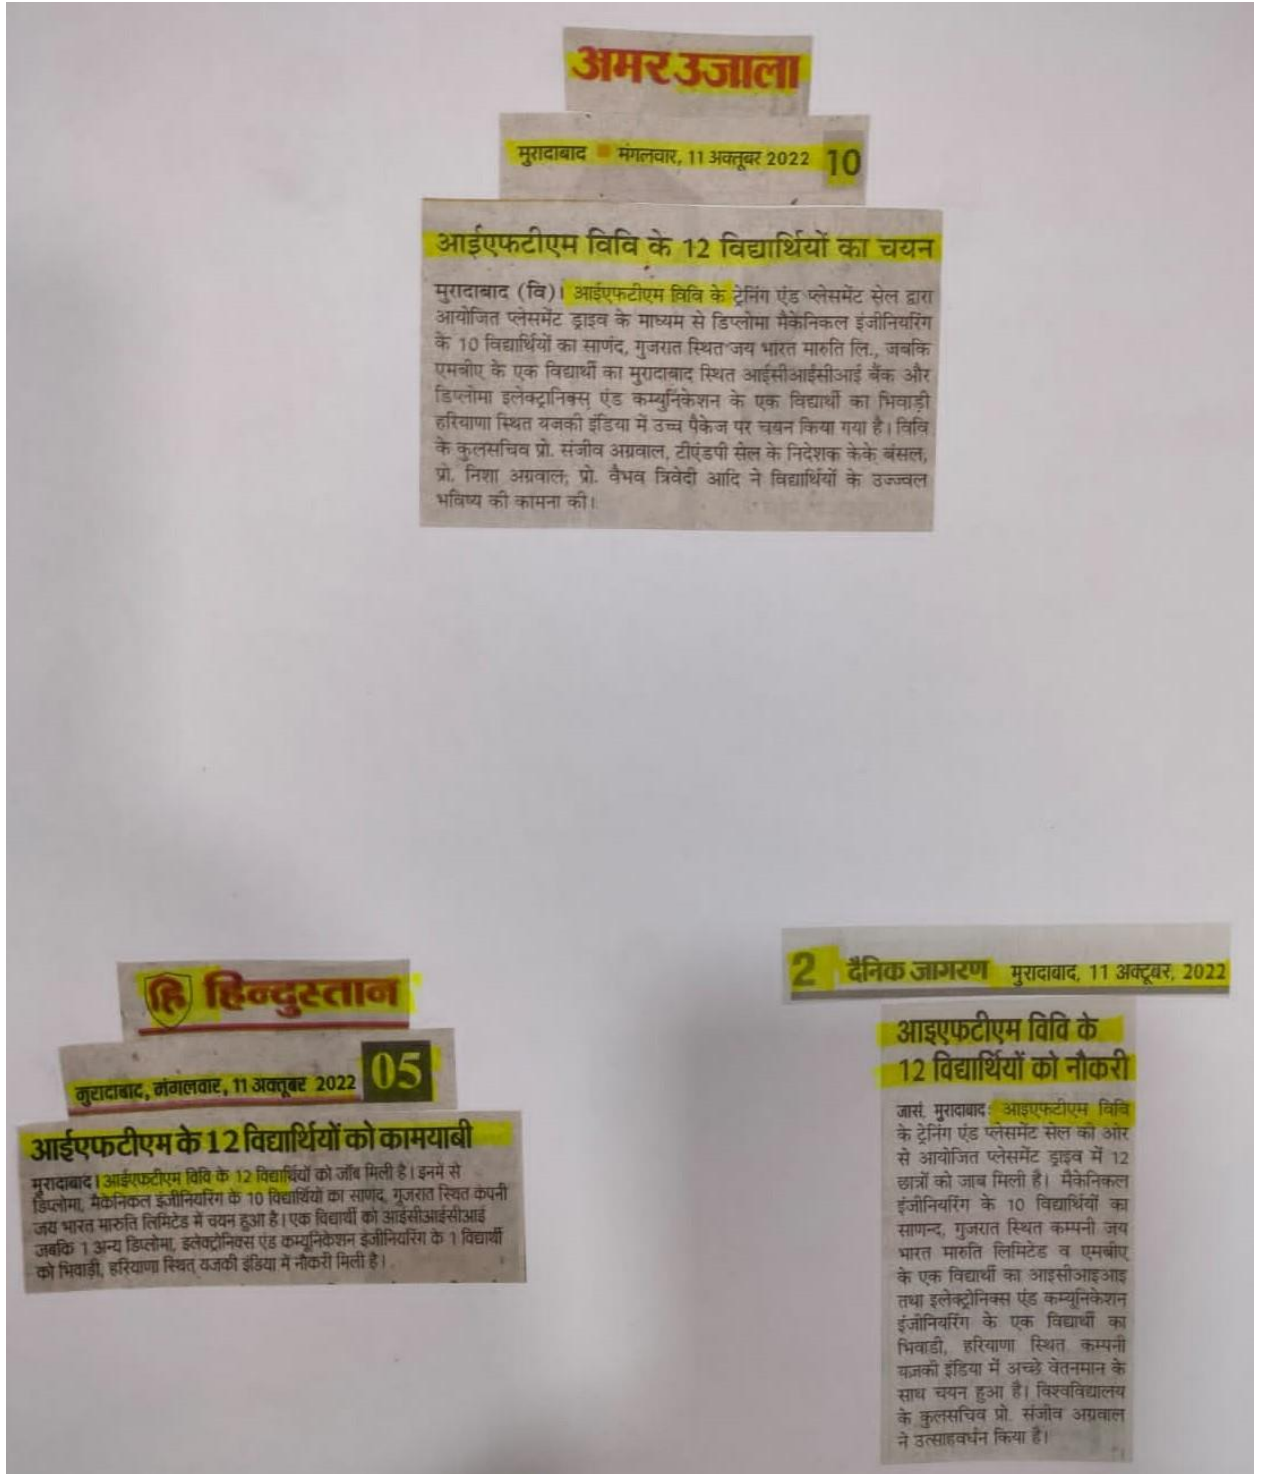 अमर उजाला
मुरादाबाद ■ मंगलवार, 11 अक्तूबर 2022 10
आईएफटीएम विवि के 12 विद्यार्थियों का चयन
मुरादाबाद (वि)। आईएफटीएम विवि के ट्रेनिंग एंड प्लेसमेंट सेल द्वारा
आयोजित प्लेसमेंट ड्राइव के माध्यम से डिप्लोमा मैकेनिकल इंजीनियरिंग
के 10 विद्यार्थियों का साणंद, गुजरात स्थित जय भारत मारुति लि., जबकि
एमबीए के एक विद्यार्थी का मुरादाबाद स्थित आईसीआईसीआई बैंक और
डिप्लोमा इलेक्ट्रानिक्स् एंड कम्युनिकेशन के एक विद्यार्थी का भिवाड़ी
हरियाणा स्थित यजकी इंडिया में उच्च पैकेज पर चयन किया गया है। विवि
के कुलसचिव प्रो. संजीव अग्रवाल, टीएंडपी सेल के निदेशक केके बंसल,
प्रो. निशा अग्रवाल, प्रो. वैभव त्रिवेदी आदि ने विद्यार्थियों के उज्ज्वल
भविष्य की कामना की।
हि हिन्दुस्तान
मुरादाबाद, मंगलवार, 11 अक्तूबर 2022 05
आईएफटीएम के 12 विद्यार्थियों को कामयाबी
मुरादाबाद। आईएफटीएम विवि के 12 विद्यार्थियों को जॉब मिली है। इनमें से
डिप्लोमा, मैकेनिकल इंजीनियरिंग के 10 विद्यार्थियों का साणंद, गुजरात स्थित कंपनी
जय भारत मारुति लिमिटेड में चयन हुआ है। एक विद्यार्थी को आईसीआईसीआई
जबकि 1 अन्य डिप्लोमा, इलेक्ट्रोनिक्स एंड कम्यूनिकेशन इंजीनियरिंग के 1 विद्यार्थी
को भिवाड़ी, हरियाणा स्थित् यजकी इंडिया में नौकरी मिली है।
2 दैनिक जागरण मुरादाबाद, 11 अक्टूबर, 2022
आइएफटीएम विवि के
12 विद्यार्थियों को नौकरी
जासं, मुरादाबाद: आइएफटीएम विवि
के ट्रेनिंग एंड प्लेसमेंट सेल की ओर
से आयोजित प्लेसमेंट ड्राइव में 12
छात्रों को जाब मिली है। मैकेनिकल
इंजीनियरिंग के 10 विद्यार्थियों का
साणन्द, गुजरात स्थित कम्पनी जय
भारत मारुति लिमिटेड व एमबीए
के एक विद्यार्थी का आइसीआइआइ
तथा इलेक्ट्रोनिक्स एंड कम्यूनिकेशन
इंजीनियरिंग के एक विद्यार्थी का
भिवाडी, हरियाणा स्थित कम्पनी
यजकी इंडिया में अच्छे वेतनमान के
साथ चयन हुआ है। विश्वविद्यालय
के कुलसचिव प्रो. संजीव अग्रवाल
ने उत्साहवर्धन किया है।